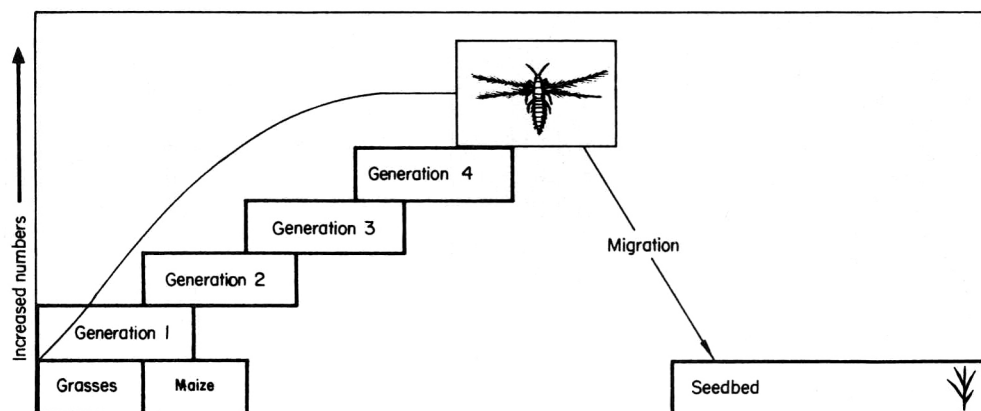 Increased numbers
Generation 4
Generation 3
Migration
Generation 2
Generation 1
Grasses
Maize
Seedbed